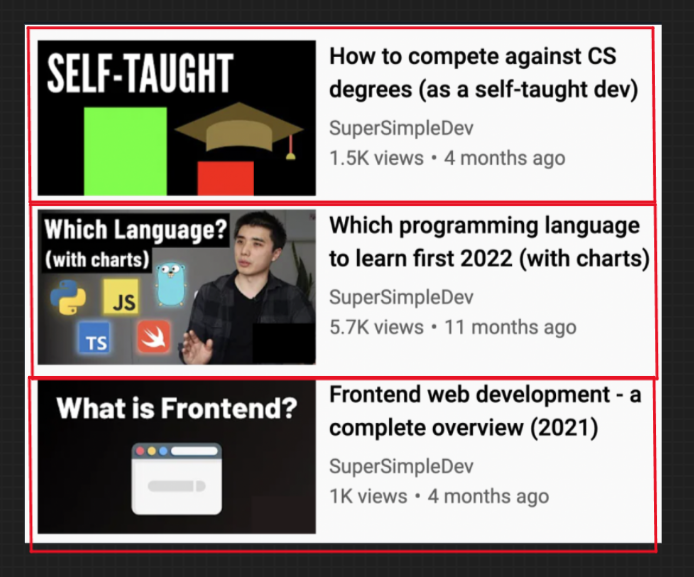 SELF-TAUGHT
How to compete against CS
degrees (as a self-taught dev)
SuperSimpleDev
1.5K views • 4 months ago
Which Language?
(with charts)
JS
TS
Which programming language
to learn first 2022 (with charts)
SuperSimpleDev
5.7K views • 11 months ago
What is Frontend?
Frontend web development - a
complete overview (2021)
SuperSimpleDev
1K views • 4 months ago